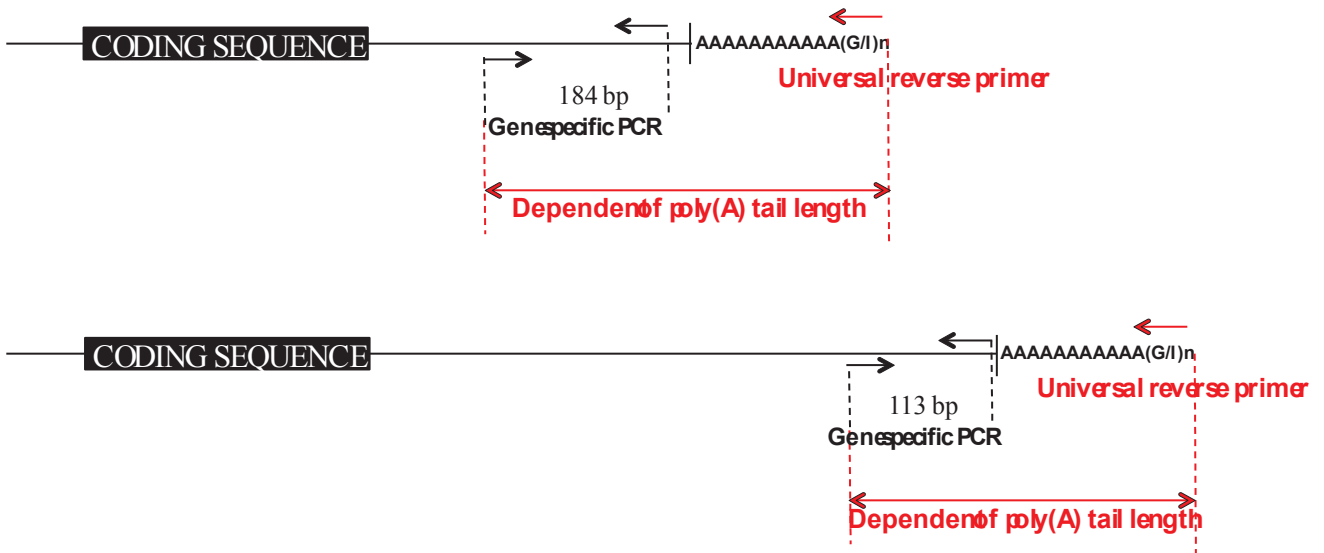 CODING SEQUENCE
AAAAAAAAAAA(G/I)n
Universal reverse primer
184 bp
Genespecific PCR
Dependentof poly(A) tail length
CODING SEQUENCE
AAAAAAAAAAA(G/I)n
Universal reverse primer
113 bp
Genespecific PCR
Dependentof poly(A) tail length